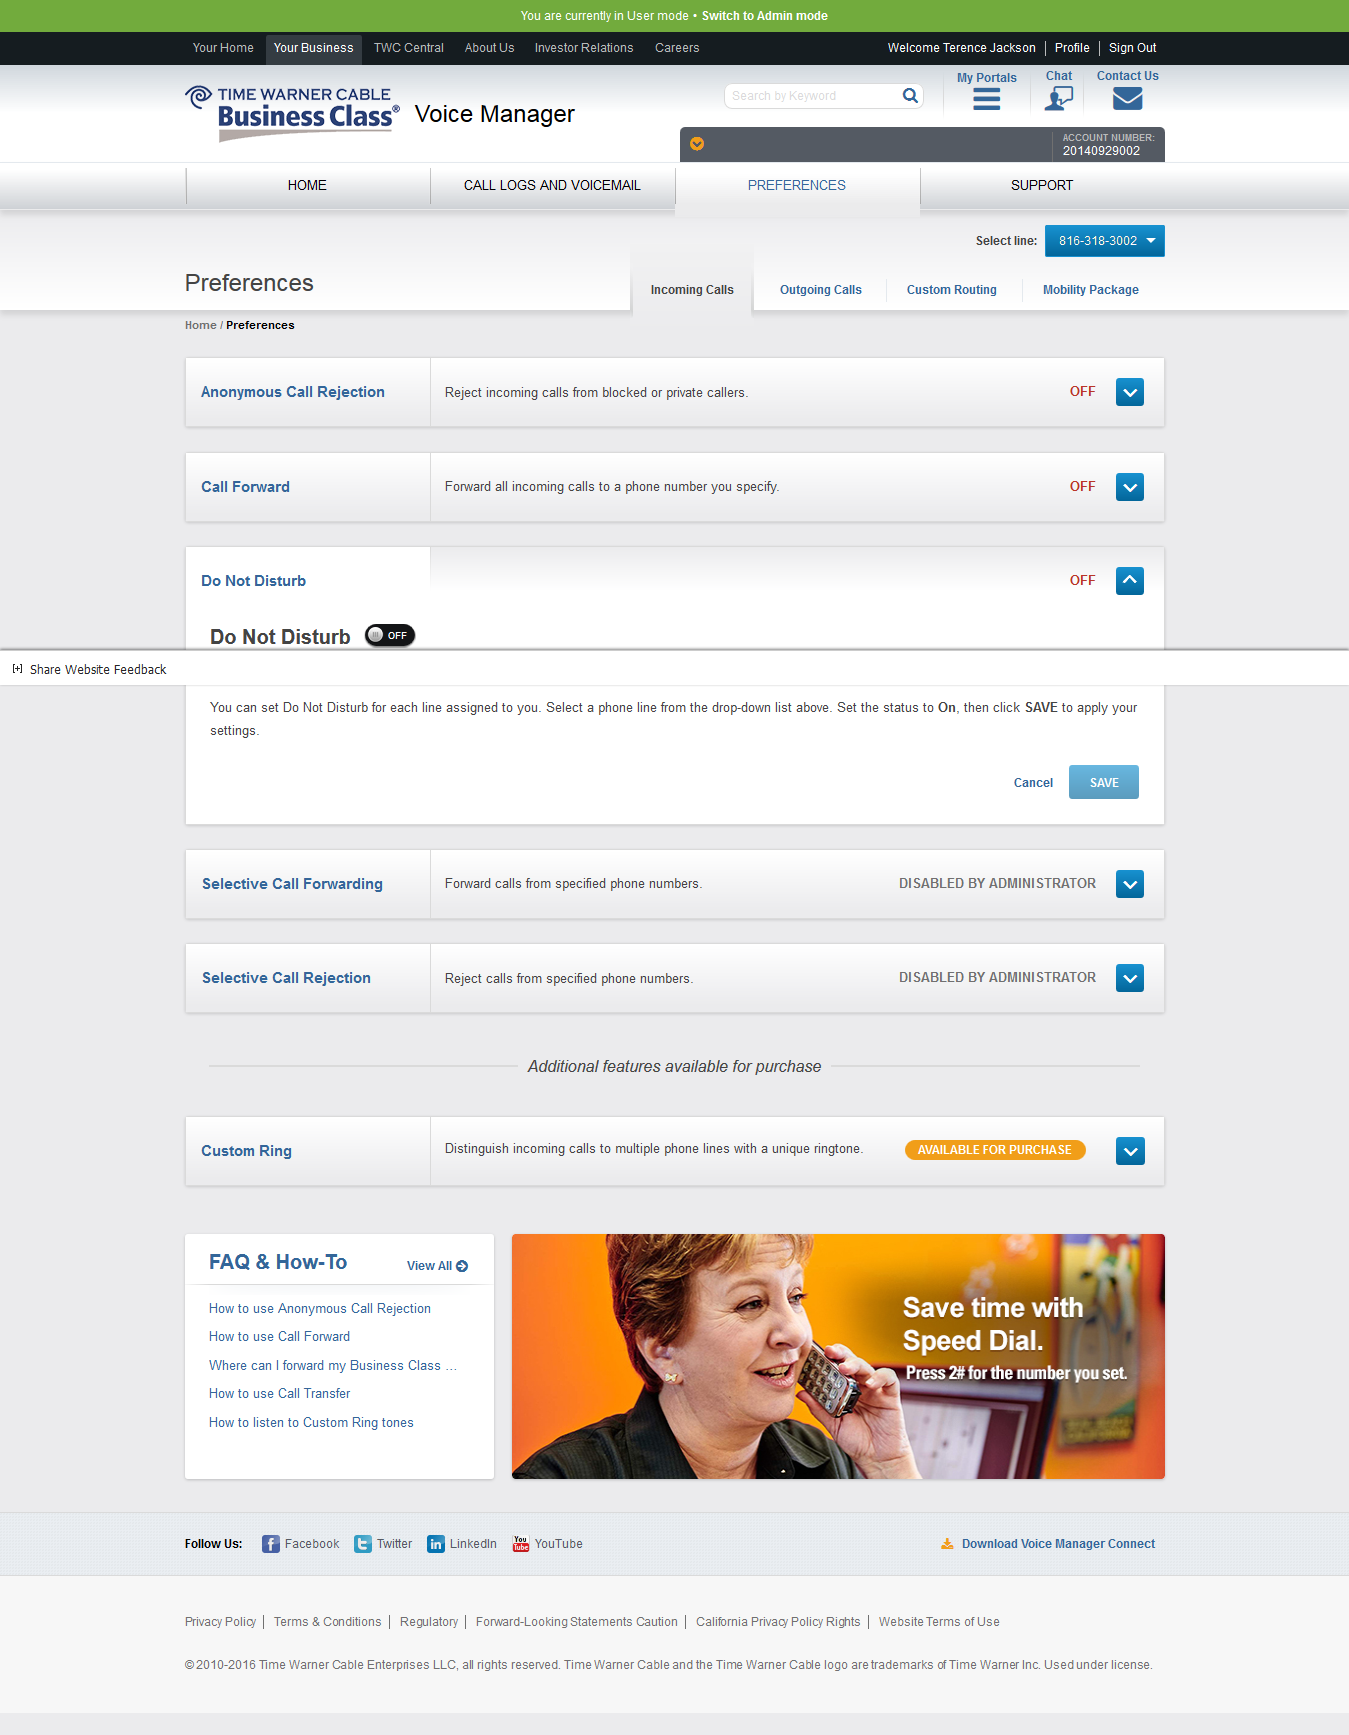 You are currently in User mode • Switch to Admin mode
Your Home Your Business TWC Central About Us Investor Relations Careers Welcome Terence Jackson Profile Sign Out
TIME WARNER CABLE
Business Class®
Voice Manager
Search by Keyword
My Portals Chat Contact Us
ACCOUNT NUMBER:
20140929002
HOME CALL LOGS AND VOICEMAIL PREFERENCES SUPPORT
Select line: 816-318-3002
Preferences
Incoming Calls Outgoing Calls Custom Routing Mobility Package
Home / Preferences
Anonymous Call Rejection Reject incoming calls from blocked or private callers. OFF
Call Forward Forward all incoming calls to a phone number you specify. OFF
Do Not Disturb OFF
Do Not Disturb OFF
[+] Share Website Feedback
You can set Do Not Disturb for each line assigned to you. Select a phone line from the drop-down list above. Set the status to On, then click SAVE to apply your
settings.
Cancel SAVE
Selective Call Forwarding Forward calls from specified phone numbers. DISABLED BY ADMINISTRATOR
Selective Call Rejection Reject calls from specified phone numbers. DISABLED BY ADMINISTRATOR
Additional features available for purchase
Custom Ring Distinguish incoming calls to multiple phone lines with a unique ringtone. AVAILABLE FOR PURCHASE
FAQ & How-To View All
How to use Anonymous Call Rejection
How to use Call Forward
Where can I forward my Business Class ...
How to use Call Transfer
How to listen to Custom Ring tones
Save time with
Speed Dial.
Press 2# for the number you set.
Follow Us: Facebook Twitter LinkedIn You Tube YouTube Download Voice Manager Connect
Privacy Policy Terms & Conditions Regulatory Forward-Looking Statements Caution California Privacy Policy Rights Website Terms of Use
© 2010-2016 Time Warner Cable Enterprises LLC, all rights reserved. Time Warner Cable and the Time Warner Cable logo are trademarks of Time Warner Inc. Used under license.